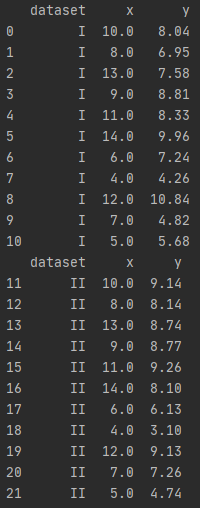 dataset x y
0 I 10.0 8.04
1 I 8.0 6.95
2 I 13.0 7.58
3 I 9.0 8.81
4 I 11.0 8.33
5 I 14.0 9.96
6 I 6.0 7.24
7 I 4.0 4.26
8 I 12.0 10.84
9 I 7.0 4.82
10 I 5.0 5.68
dataset x y
11 II 10.0 9.14
12 II 8.0 8.14
13 II 13.0 8.74
14 II 9.0 8.77
15 II 11.0 9.26
16 II 14.0 8.10
17 II 6.0 6.13
18 II 4.0 3.10
19 II 12.0 9.13
20 II 7.0 7.26
21 II 5.0 4.74